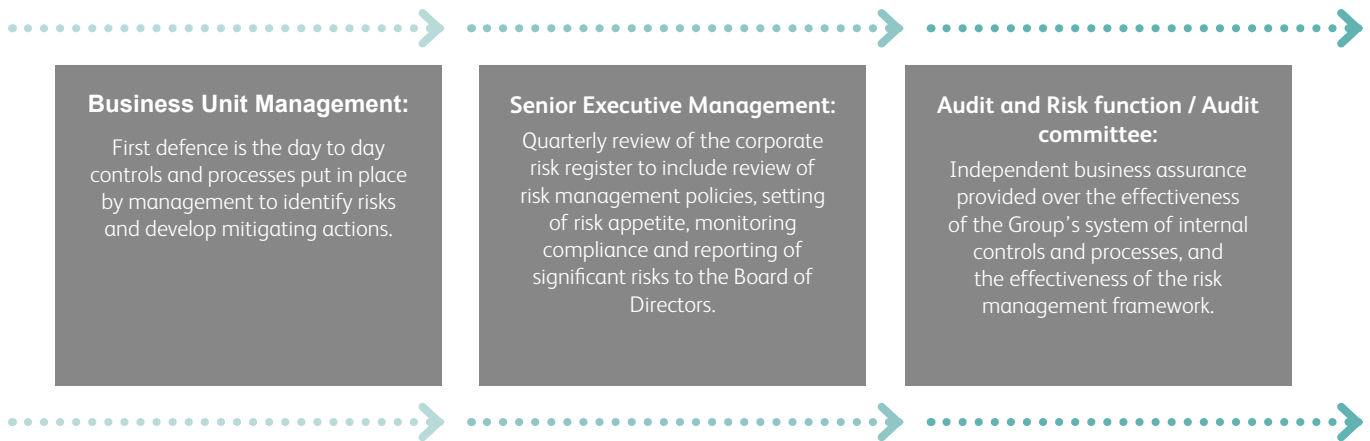 Business Unit Management:
First defence is the day to day
controls and processes put in place
by management to identify risks
and develop mitigating actions.
Senior Executive Management:
Quarterly review of the corporate
risk register to include review of
risk management policies, setting
of risk appetite, monitoring
compliance and reporting of
significant risks to the Board of
Directors.
Audit and Risk function / Audit
committee:
Independent business assurance
provided over the effectiveness
of the Group’s system of internal
controls and processes, and
the effectiveness of the risk
management framework.